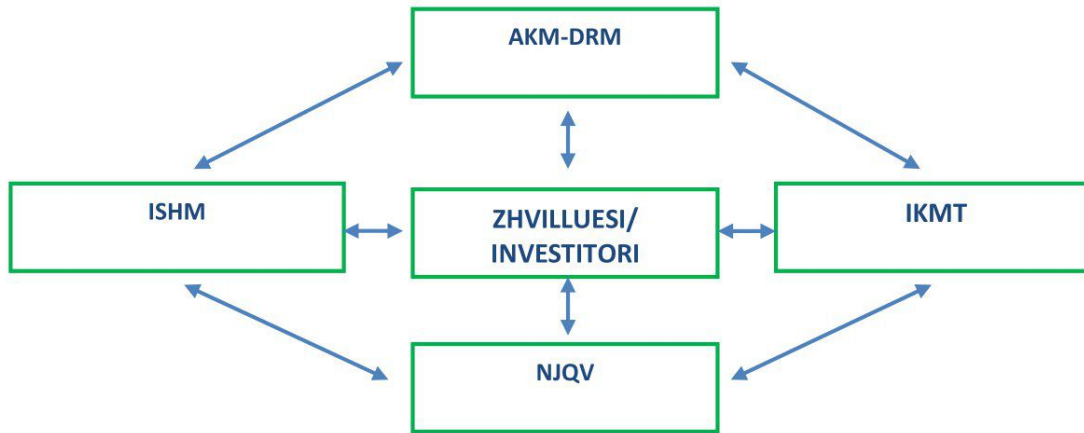 AKM-DRM
ISHM
ZHVILLUESI/
INVESTITORI
IKMT
NJQV